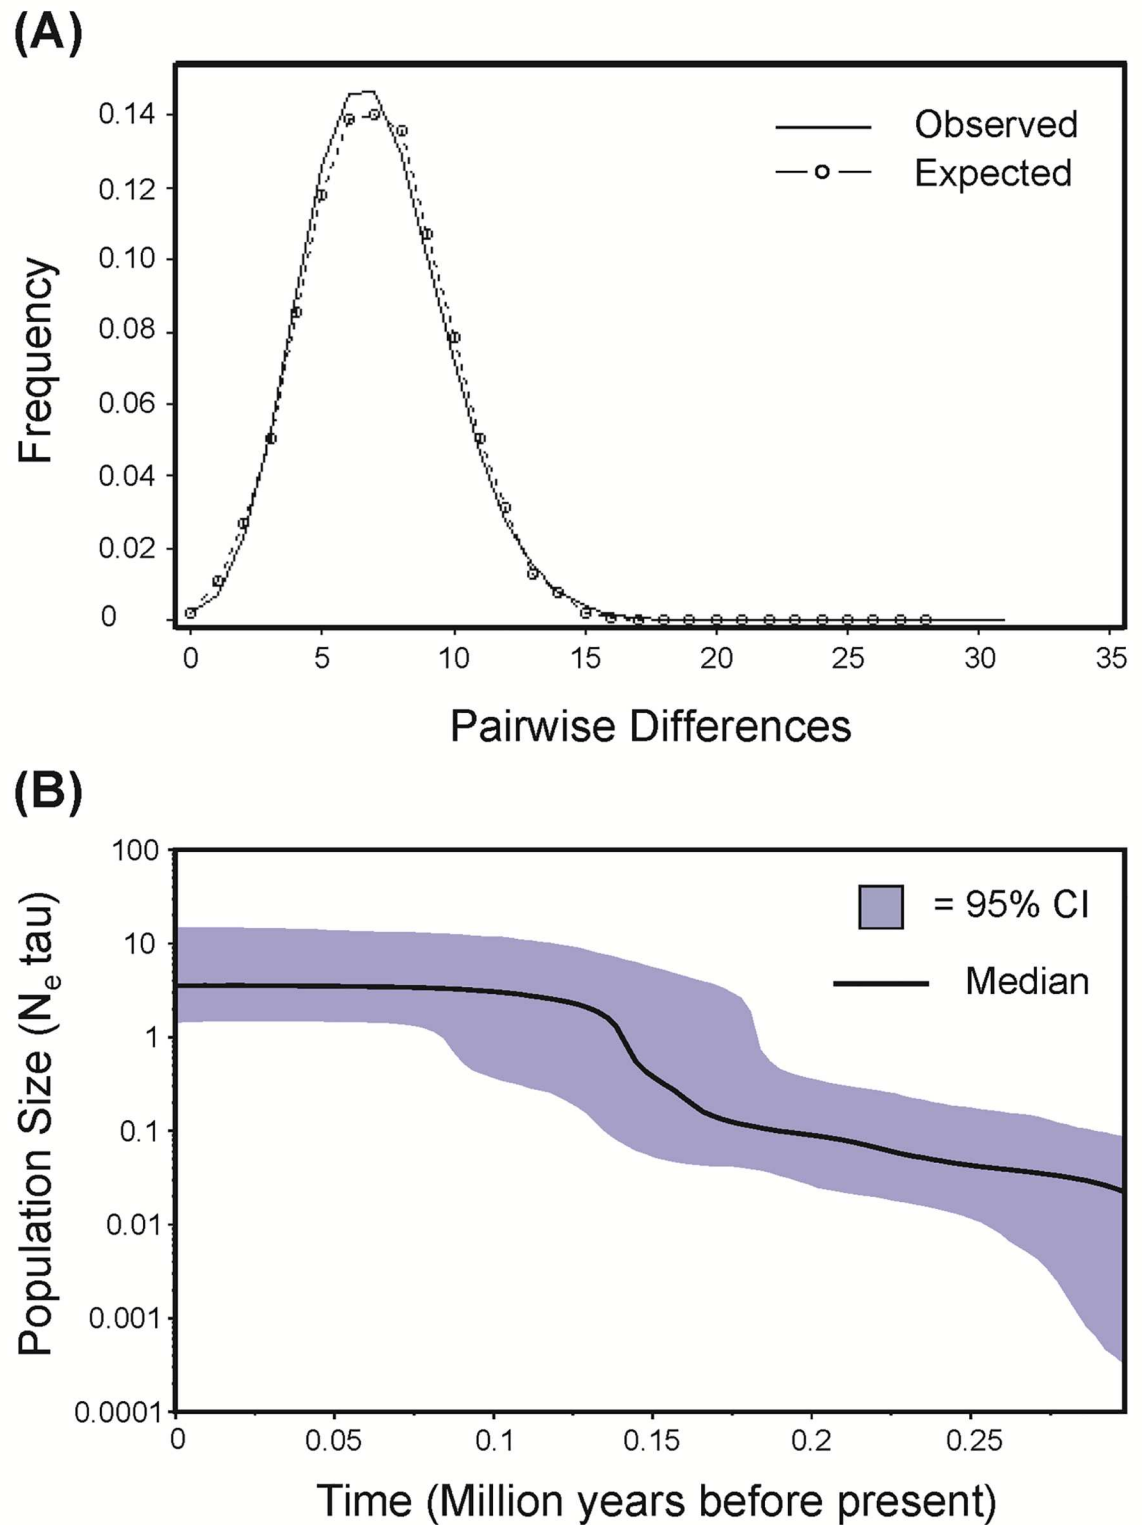 (A)
Frequency
0.14
0.12
0.10
0.08
0.06
0.04
0.02
0
Observed
Expected
0 5 10 15 20 25 30 35
Pairwise Differences
(B)
Population Size (Ne tau)
100
10
1
0.1
0.01
0.001
0.0001
= 95% CI
Median
0 0.05 0.1 0.15 0.2 0.25
Time (Million years before present)